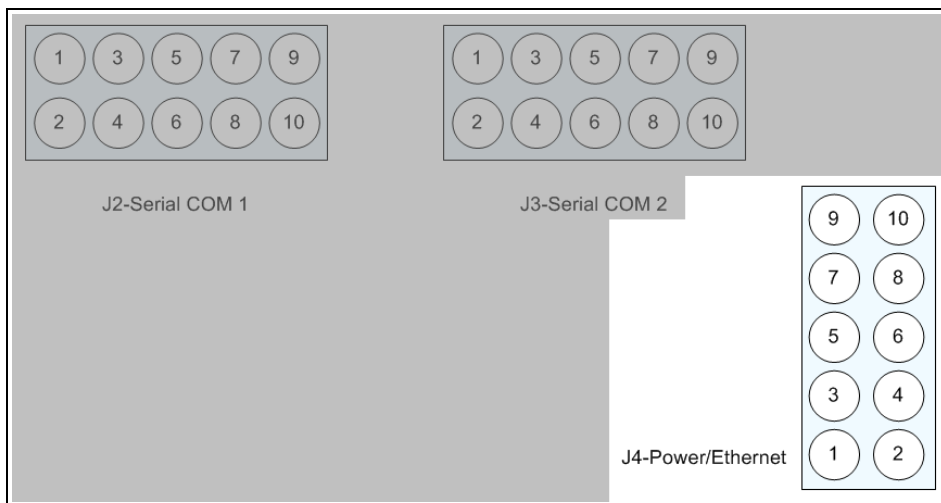 1 3 5 7 9
2 4 6 8 10
J2-Serial COM 1
1 3 5 7 9
2 4 6 8 10
J3-Serial COM 2
9 10
7 8
5 6
3 4
1 2
J4-Power/Ethernet